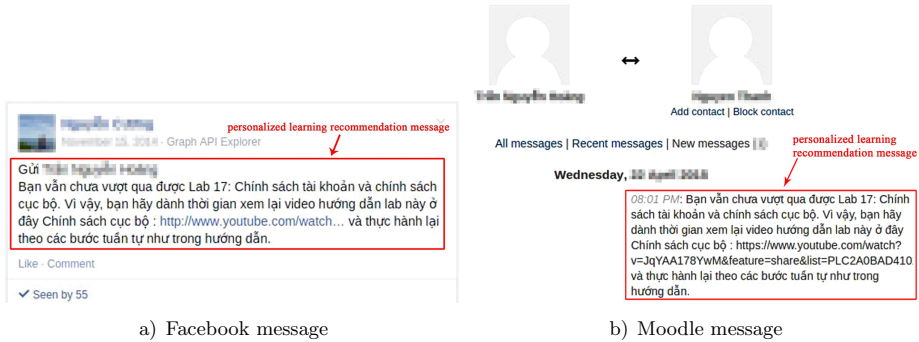 personalized learning recommendation message
· Graph API Explorer
Gửi
Bạn vẫn chưa vượt qua được Lab 17: Chính sách tài khoản và chính sách
cục bộ. Vì vậy, bạn hãy dành thời gian xem lại video hướng dẫn lab này ở
đây Chính sách cục bộ : http://www.youtube.com/watch… và thực hành lại
theo các bước tuần tự như trong hướng dẫn.
Like · Comment
Seen by 55
a) Facebook message
Add contact | Block contact
All messages | Recent messages | New messages
personalized learning
recommendation message
Wednesday,
08:01 PM: Bạn vẫn chưa vượt qua được Lab 17: Chính
sách tài khoản và chính sách cục bộ. Vì vậy, bạn hãy
dành thời gian xem lại video hướng dẫn lab này ở đây
Chính sách cục bộ : https://www.youtube.com/watch?
v=JqYAA178YwM&feature=share&list=PLC2A0BAD410
và thực hành lại theo các bước tuần tự như trong
hướng dẫn.
b) Moodle message